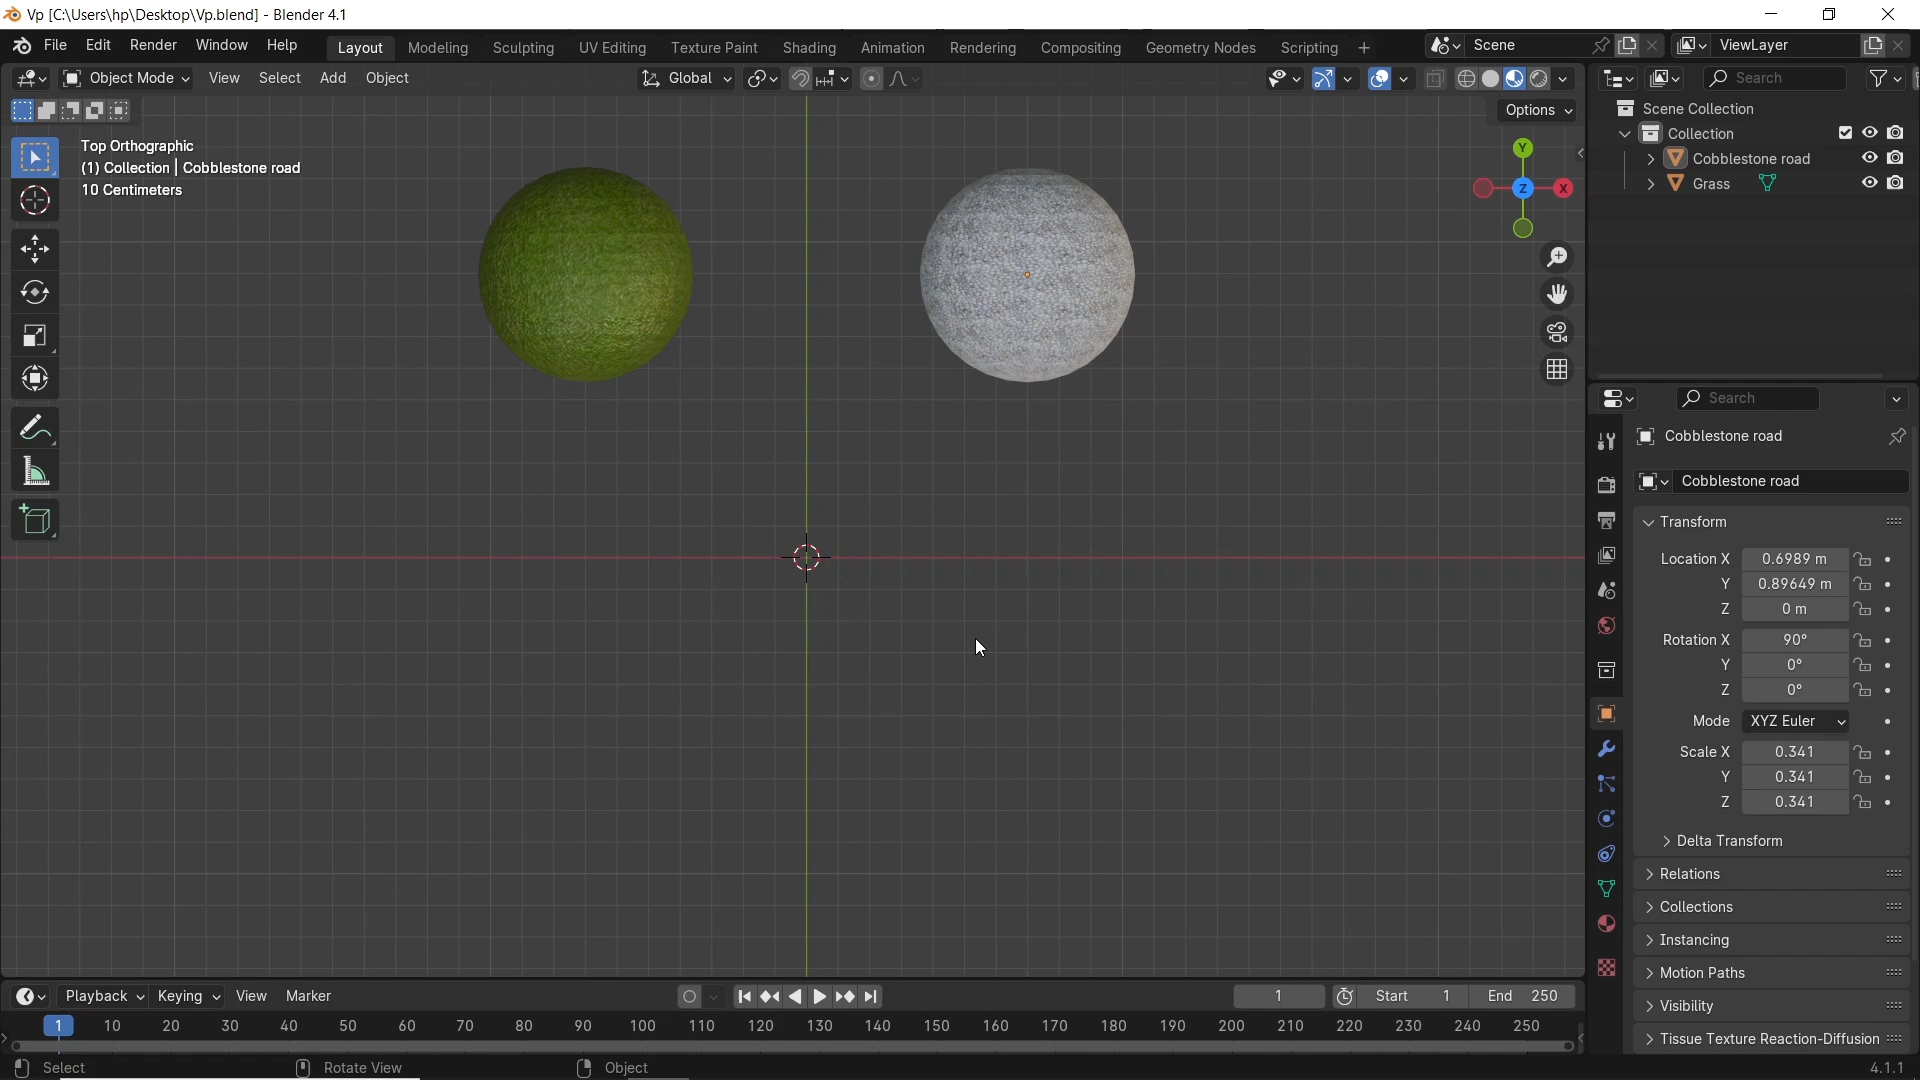 Vp [C:\Users\hp\Desktop\Vp.blend] - Blender 4.1
File Edit Render Window Help Layout Modeling Sculpting UV Editing Texture Paint Shading Animation Rendering Compositing Geometry Nodes Scripting + Scene ViewLayer
Object Mode View Select Add Object Global Search
Options
Top Orthographic
(1) Collection | Cobblestone road
10 Centimeters
Y
X
Z
Scene Collection
Collection
Cobblestone road
Grass
Search
Cobblestone road
Cobblestone road
Transform
Location X 0.6989 m
Y 0.89649 m
Z 0 m
Rotation X 90°
Y 0°
Z 0°
Mode XYZ Euler
Scale X 0.341
Y 0.341
Z 0.341
Delta Transform
Relations
Collections
Instancing
Motion Paths
Visibility
Tissue Texture Reaction-Diffusion
Playback Keying View Marker 1 Start 1 End 250
1 10 20 30 40 50 60 70 80 90 100 110 120 130 140 150 160 170 180 190 200 210 220 230 240 250
Select Rotate View Object 4.1.1